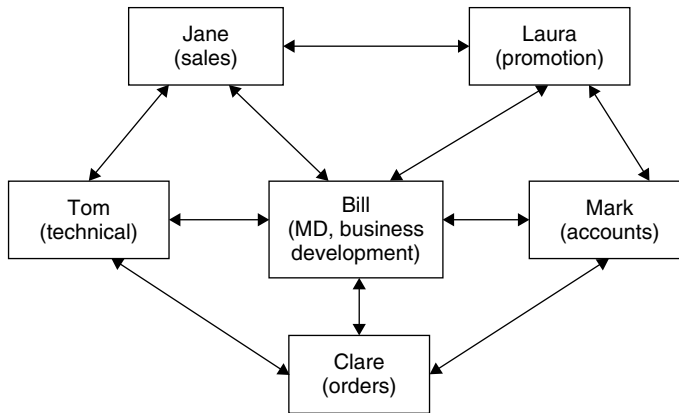 Jane
(sales)
Laura
(promotion)
Tom
(technical)
Bill
(MD, business
development)
Mark
(accounts)
Clare
(orders)